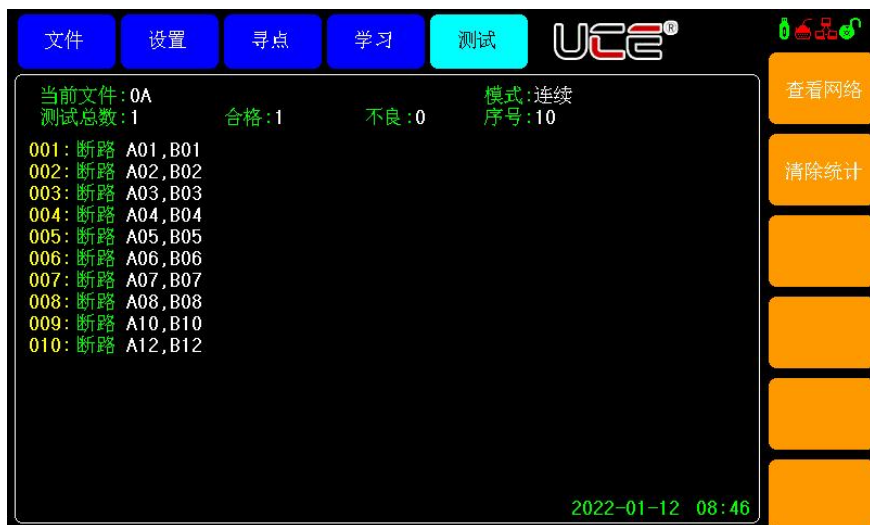 文件 设置 寻点 学习 测试 UCE®
当前文件:0A 模式:连续
测试总数:1 合格:1 不良:0 序号:10
001:断路 A01,B01
002:断路 A02,B02
003:断路 A03,B03
004:断路 A04,B04
005:断路 A05,B05
006:断路 A06,B06
007:断路 A07,B07
008:断路 A08,B08
009:断路 A10,B10
010:断路 A12,B12
2022-01-12 08:46
查看网络
清除统计